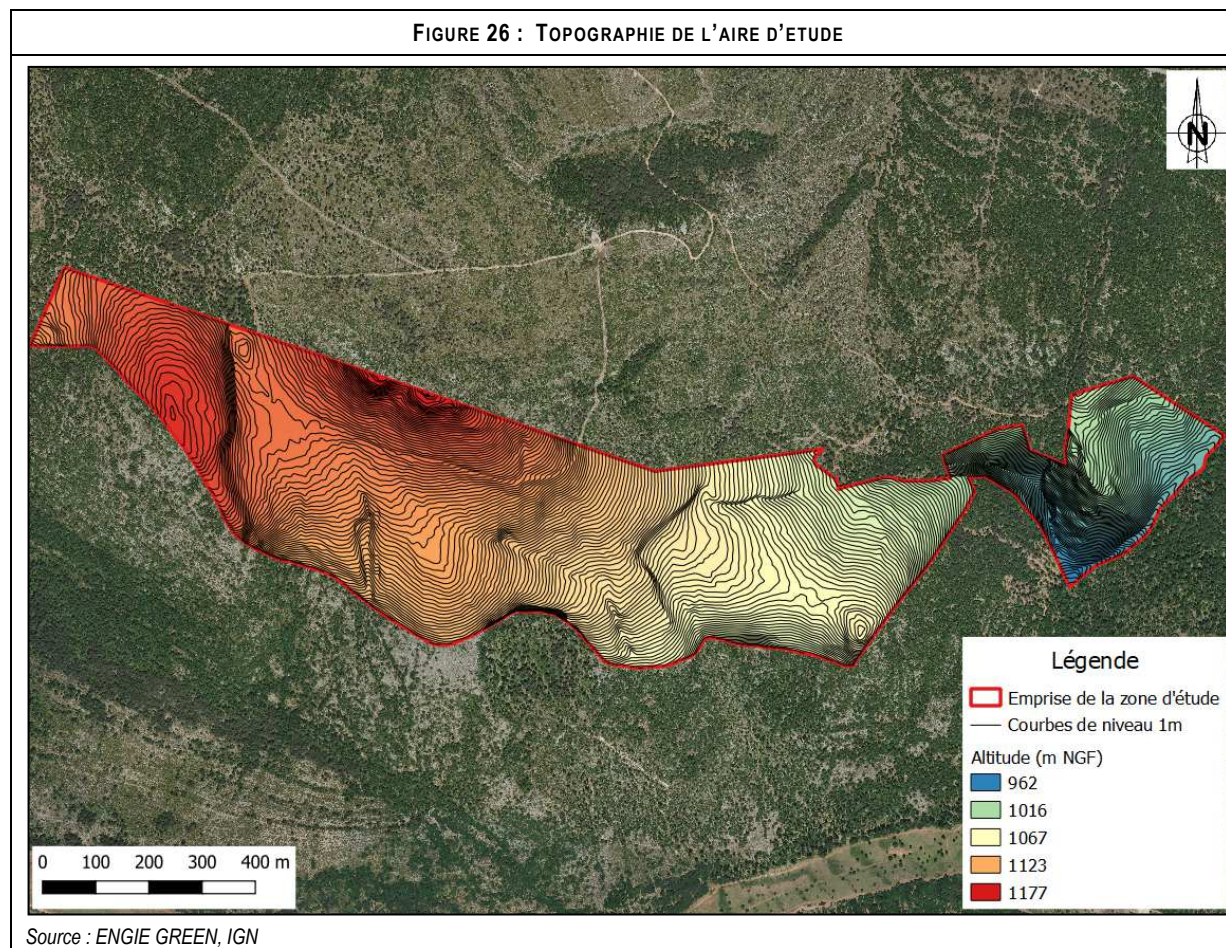 FIGURE 26 : TOPOGRAPHIE DE L'AIRE D'ETUDE
N
Légende
Emprise de la zone d'étude
Courbes de niveau 1m
Altitude (m NGF)
962
1016
1067
1123
1177
0 100 200 300 400 m
Source : ENGIE GREEN, IGN